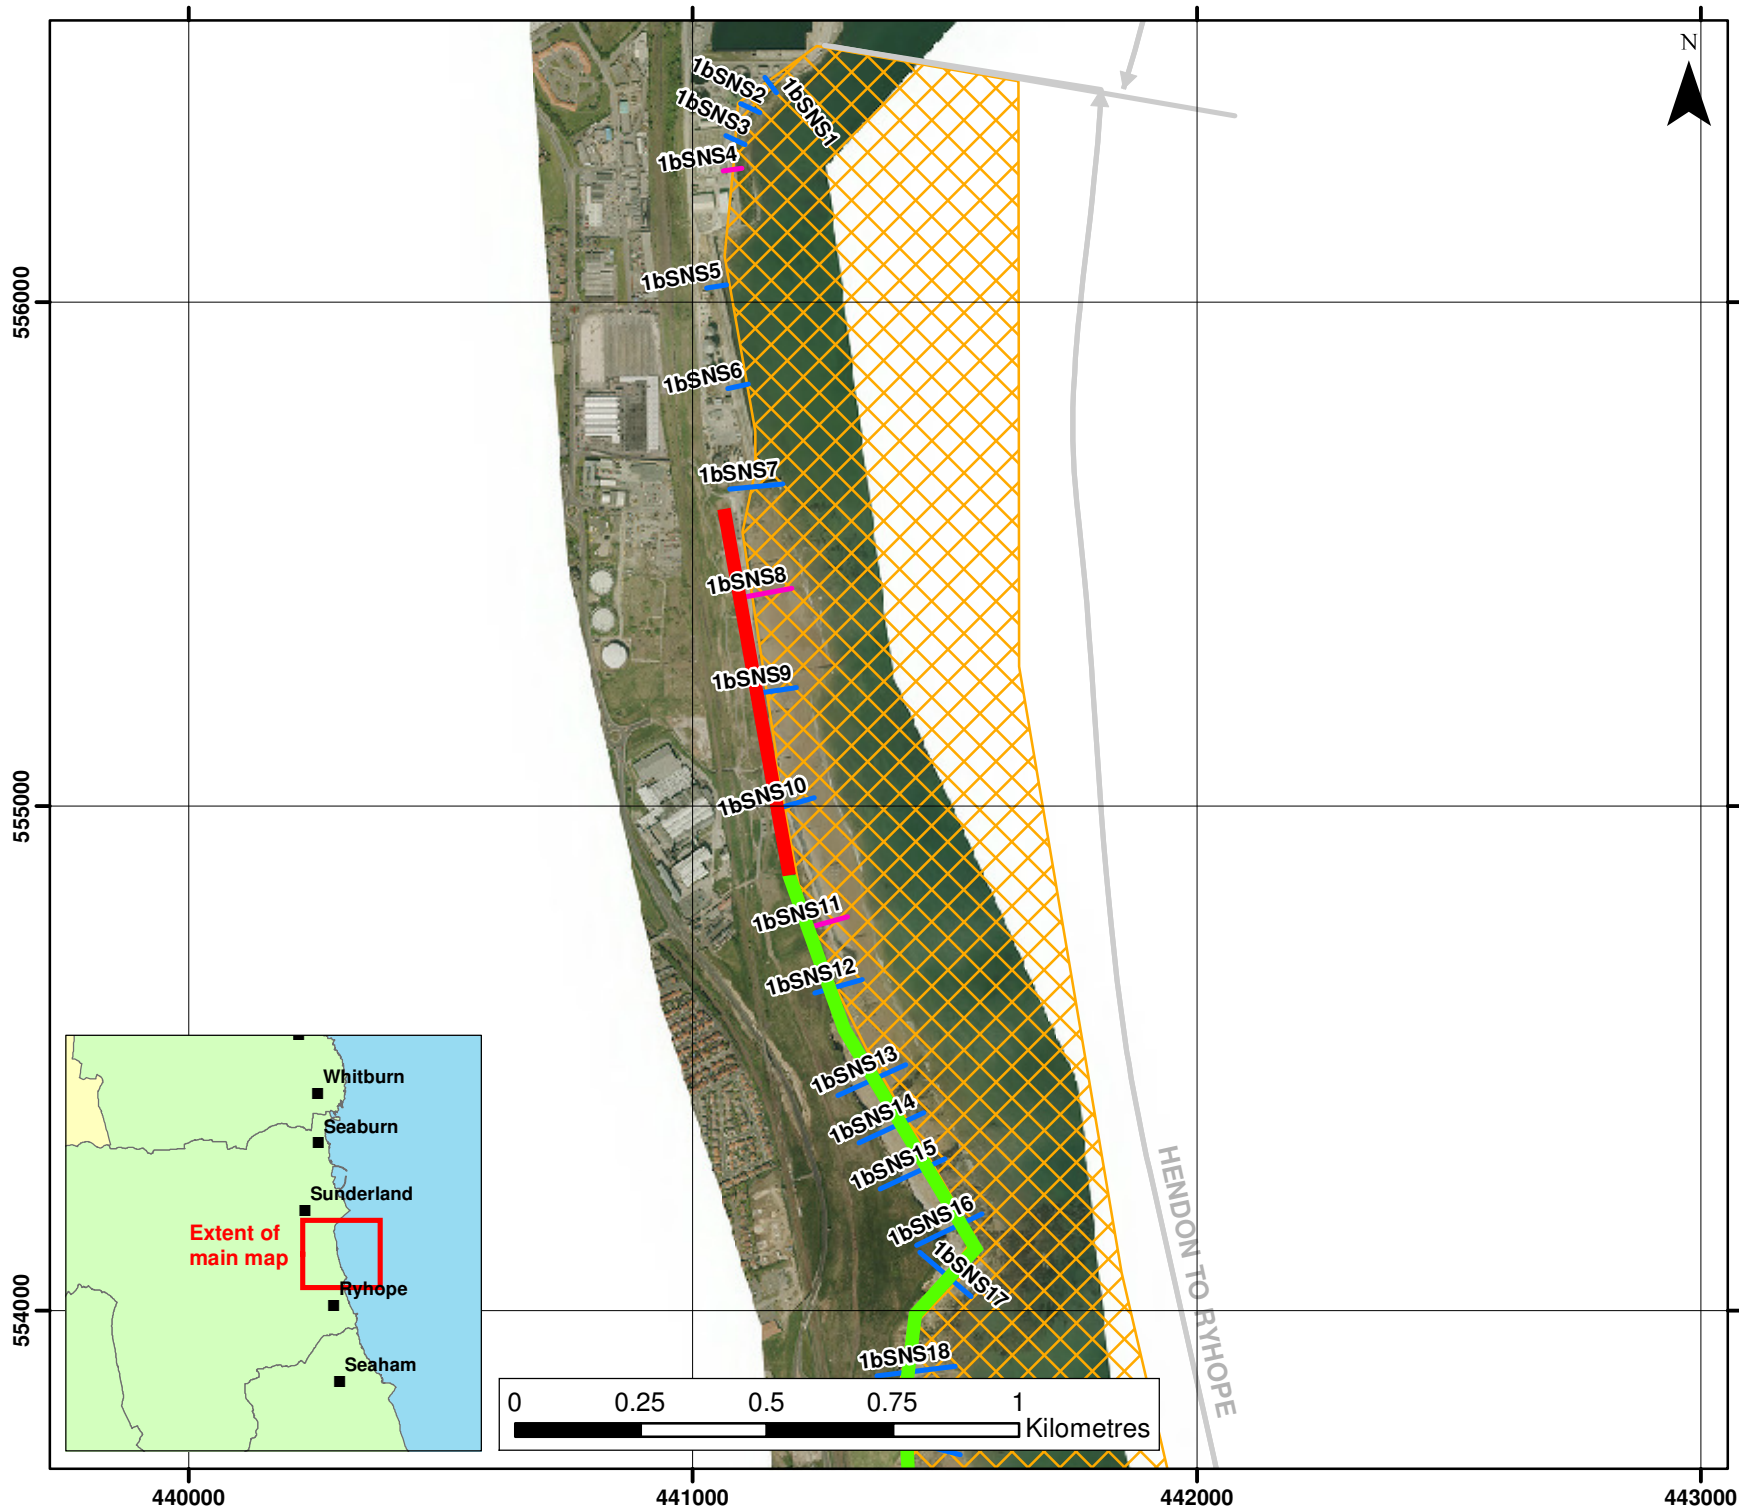 N
1bSNS2
1bSNS1
1bSNS3
1bSNS4
1bSNS5
1bSNS6
1bSNS7
1bSNS8
1bSNS9
1bSNS10
1bSNS11
1bSNS12
1bSNS13
1bSNS14
1bSNS15
1bSNS16
1bSNS17
1bSNS18
HENDON TO RYHOPE
556000
555000
554000
Whitburn
Seaburn
Sunderland
Extent of
main map
Ryhope
Seaham
0 0.25 0.5 0.75 1
Kilometres
440000 441000 442000 443000